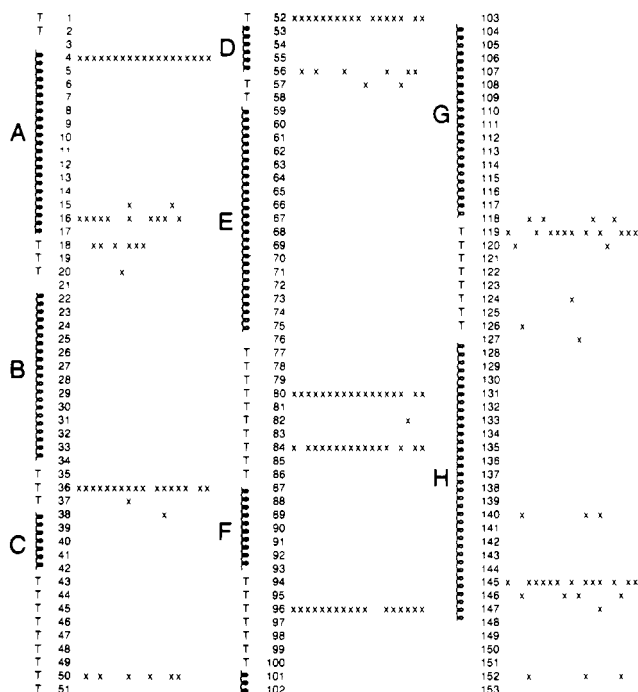 T 1
T 2
3
4 xxxxxxxxxxxxxxxxxxx
5
6
7
8
9
A 10
11
12
13
14
15 x x
16 xxxxx x xxx x
17
T 18 xx x xxx
T 19
T 20 x
21
22
23
24
25
26
B 27
28
29
30
31
32
33
34
T 35
T 36 xxxxxxxxxx xxxxx xx
T 37 x
38 x
39
C 40
41
42
T 43
T 44
T 45
T 46
T 47
T 48
T 49
T 50 x x x x xx
T 51
T 52 xxxxxxxxxxx xxxxx xx
53
D 54
55
56 x x x x xx
T 57 x x
T 58
59
60
61
62
63
64
65
66
E 67
68
69
70
71
72
73
74
75
76
T 77
T 78
T 79
T 80 xxxxxxxxxxxxxxxx xx
T 81
T 82 x
T 83
T 84 x xxxxxxxxxxx xxx xx
T 85
T 86
87
88
89
F 90
91
92
93
T 94
T 95
T 96 xxxxxxxxxxx xxxxxx
T 97
T 98
T 99
T 100
101
102
103
104
105
106
107
108
109
G 110
111
112
113
114
115
116
117
118 x x x x
T 119 x x xxxx x x xxx
T 120 x x
T 121
T 122
T 123
T 124 x
T 125
T 126 x
127 x
128
129
130
131
132
133
134
135
136
H 137
138
139
140 x x x
141
142
143
144
145 x xxxxx x xxx xx x
146 x x x x
147 x
148
149
150
151
152 x x x
153